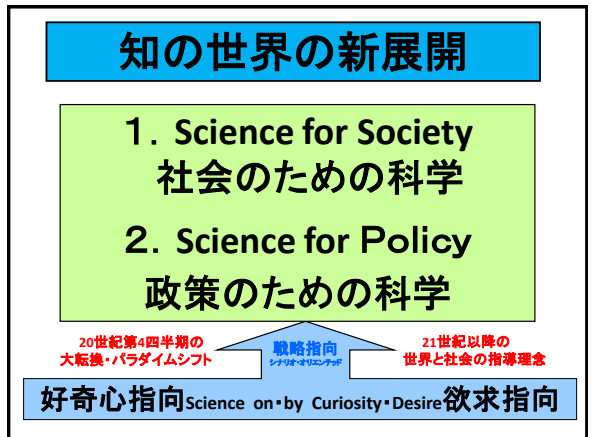 知の世界の新展開
１．Science for Society
社会のための科学
２．Science for Ｐｏｌｉｃｙ
政策のための科学
20世紀第4四半期の
大転換・パラダイムシフト
戦略指向
シナリオ・オリエンテッド
21世紀以降の
世界と社会の指導理念
好奇心指向Science on・by Curiosity・Desire欲求指向